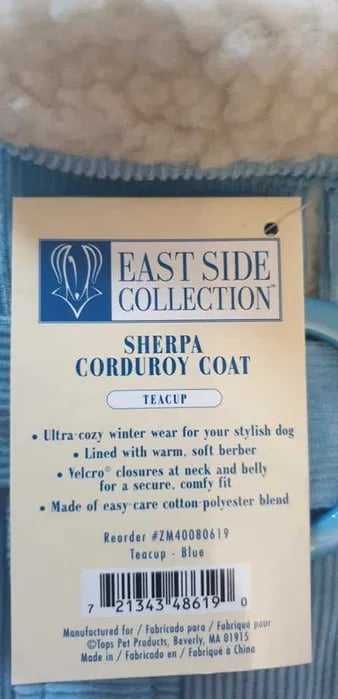 EAST SIDE
COLLECTION™
SHERPA
CORDUROY COAT
TEACUP
• Ultra-cozy winter wear for your stylish dog
• Lined with warm, soft berber
• Velcro® closures at neck and belly
for a secure, comfy fit
• Made of easy-care cotton-polyester blend
Reorder #ZM40080619
Teacup - Blue
7 21343 48619 0
Manufactured for / Fabricado para / Fabriqué pour
©Tops Pet Products, Beverly, MA 01915
Made in / Fabricado en / Fabriqué à China